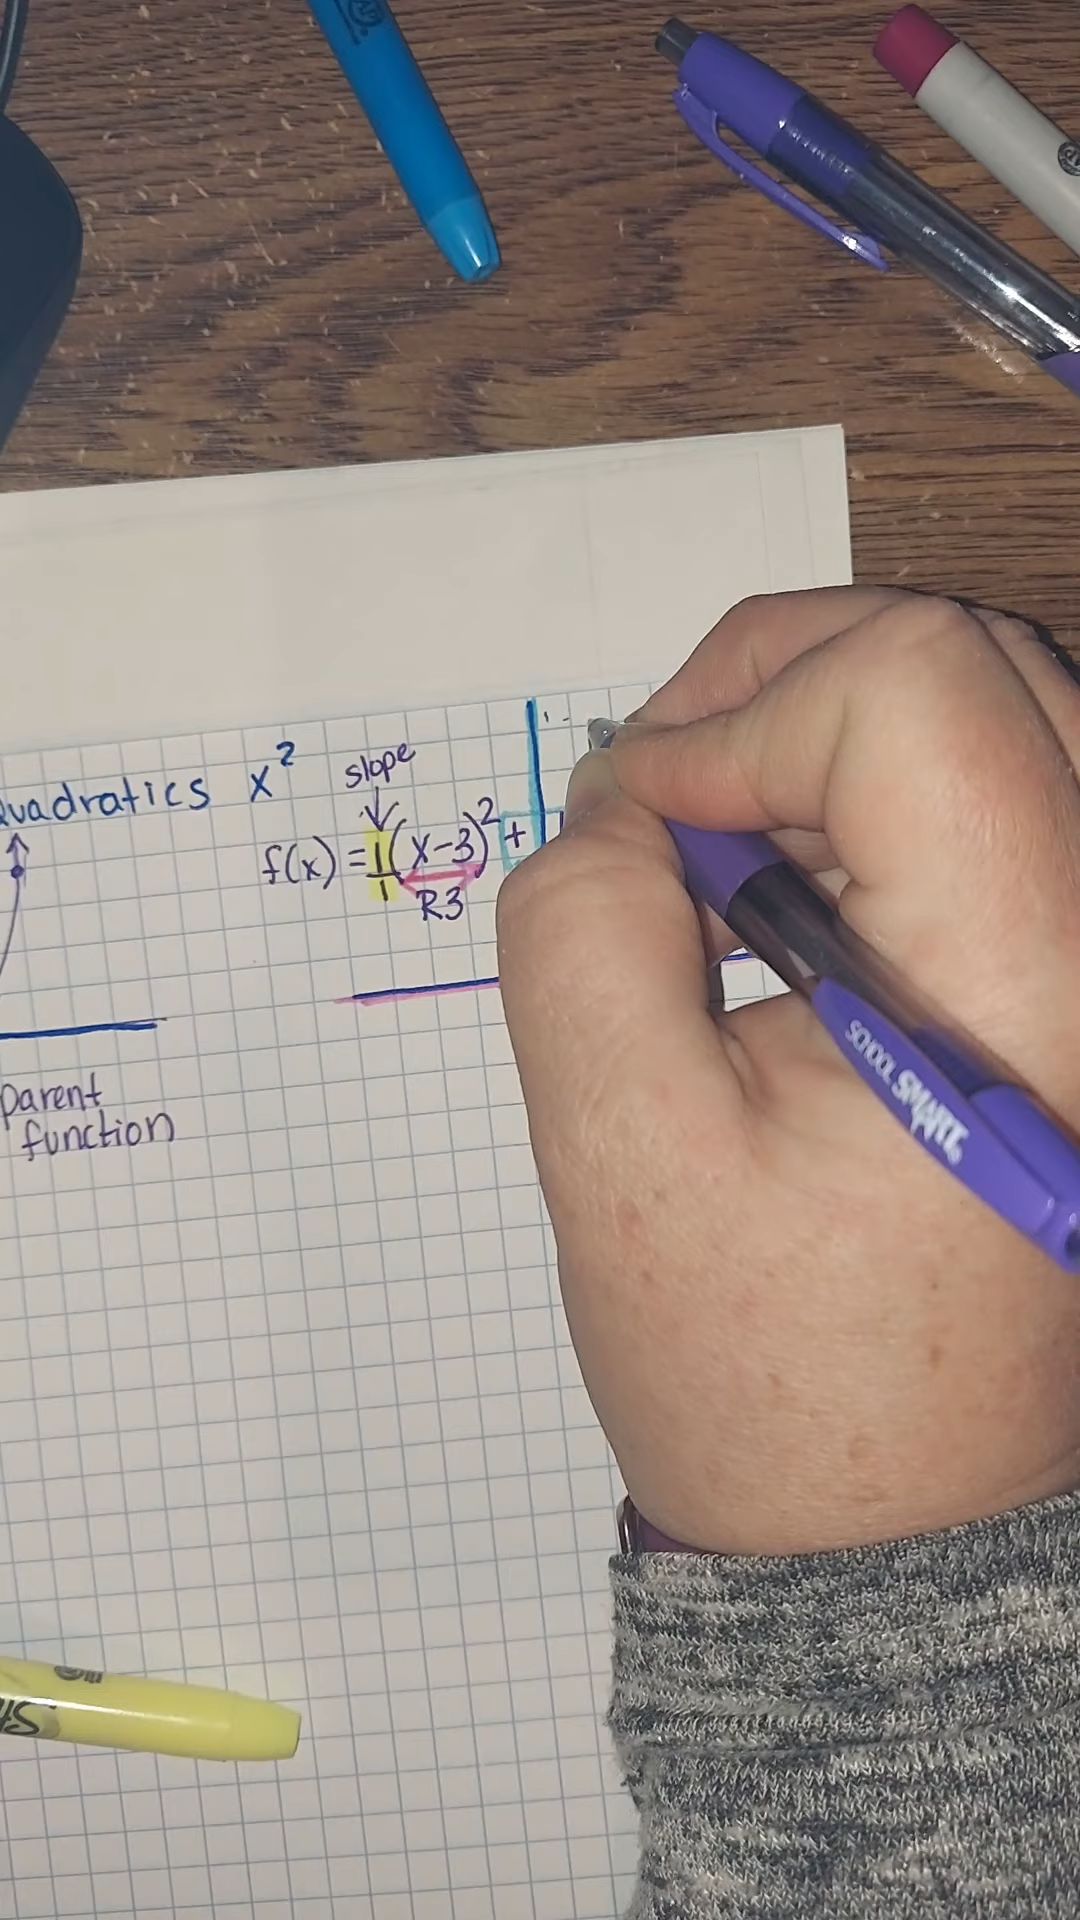 Quadratics x²
slope
f(x) = 1/1 (x-3)² +
R3
parent
function
SCHOOL SMART